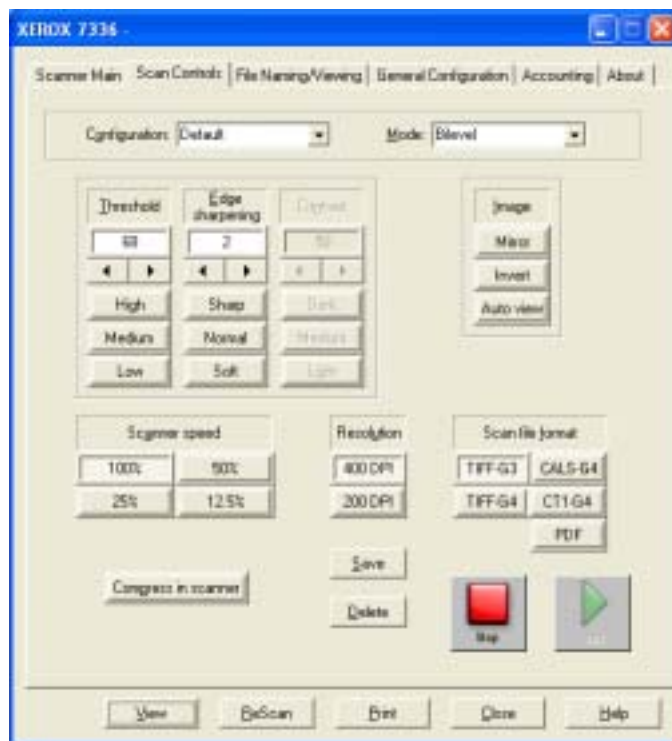 XEROX 7336 -
Scanner Main Scan Controls File Naming/Viewing General Configuration Accounting About
Configuration: Default Mode: Bilevel
Threshold Edge sharpening Contrast Image
2 Mirror
Invert
High Sharp Dark Auto view
Medium Normal Medium
Low Soft Light
Scanner speed Resolution Scan file format
100% 50% 400 DPI TIFF-G3 CALS-G4
25% 12.5% 200 DPI TIFF-G4 CT1-G4
PDF
Save
Compress in scanner
Delete
Stop
View ReScan Print Close Help